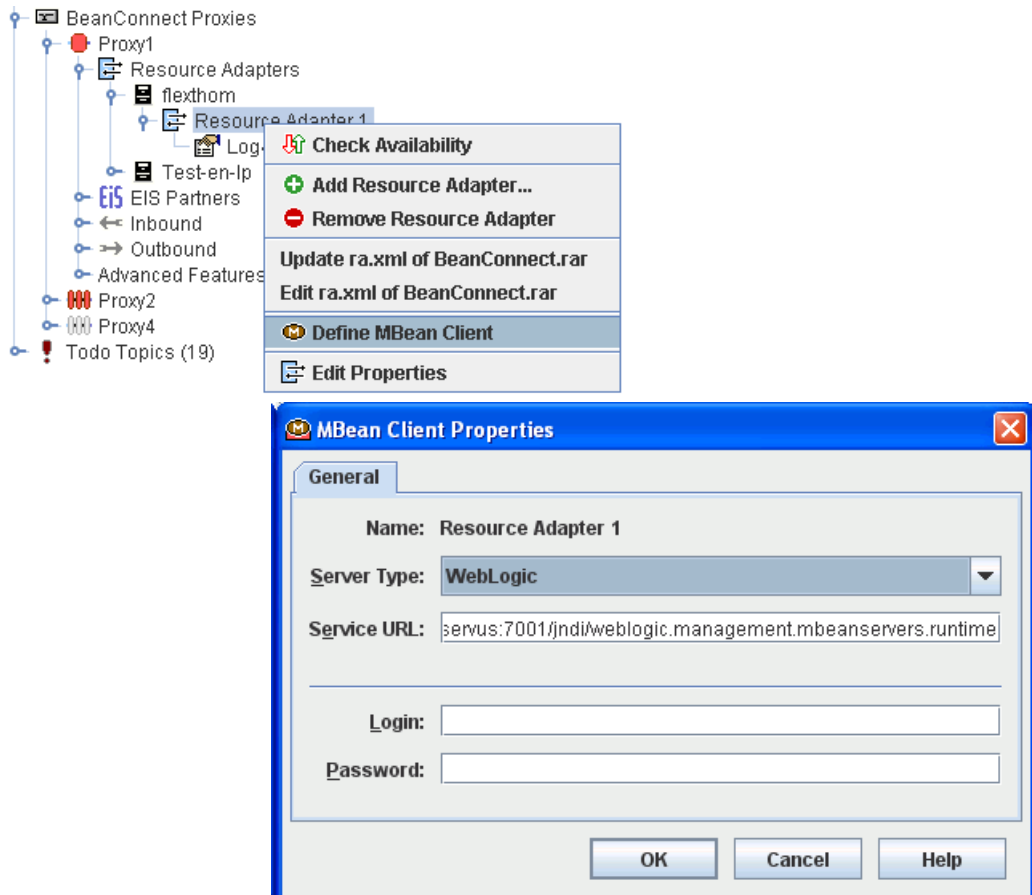 BeanConnect Proxies
Proxy1
Resource Adapters
flexthom
Resource Adapter 1
Log
Test-en-lp
EIS EIS Partners
Inbound
Outbound
Advanced Features
Proxy2
Proxy4
Todo Topics (19)
Check Availability
Add Resource Adapter...
Remove Resource Adapter
Update ra.xml of BeanConnect.rar
Edit ra.xml of BeanConnect.rar
Define MBean Client
Edit Properties
MBean Client Properties
General
Name: Resource Adapter 1
Server Type: WebLogic
Service URL: servus:7001/jndi/weblogic.management.mbeanservers.runtime
Login:
Password:
OK Cancel Help